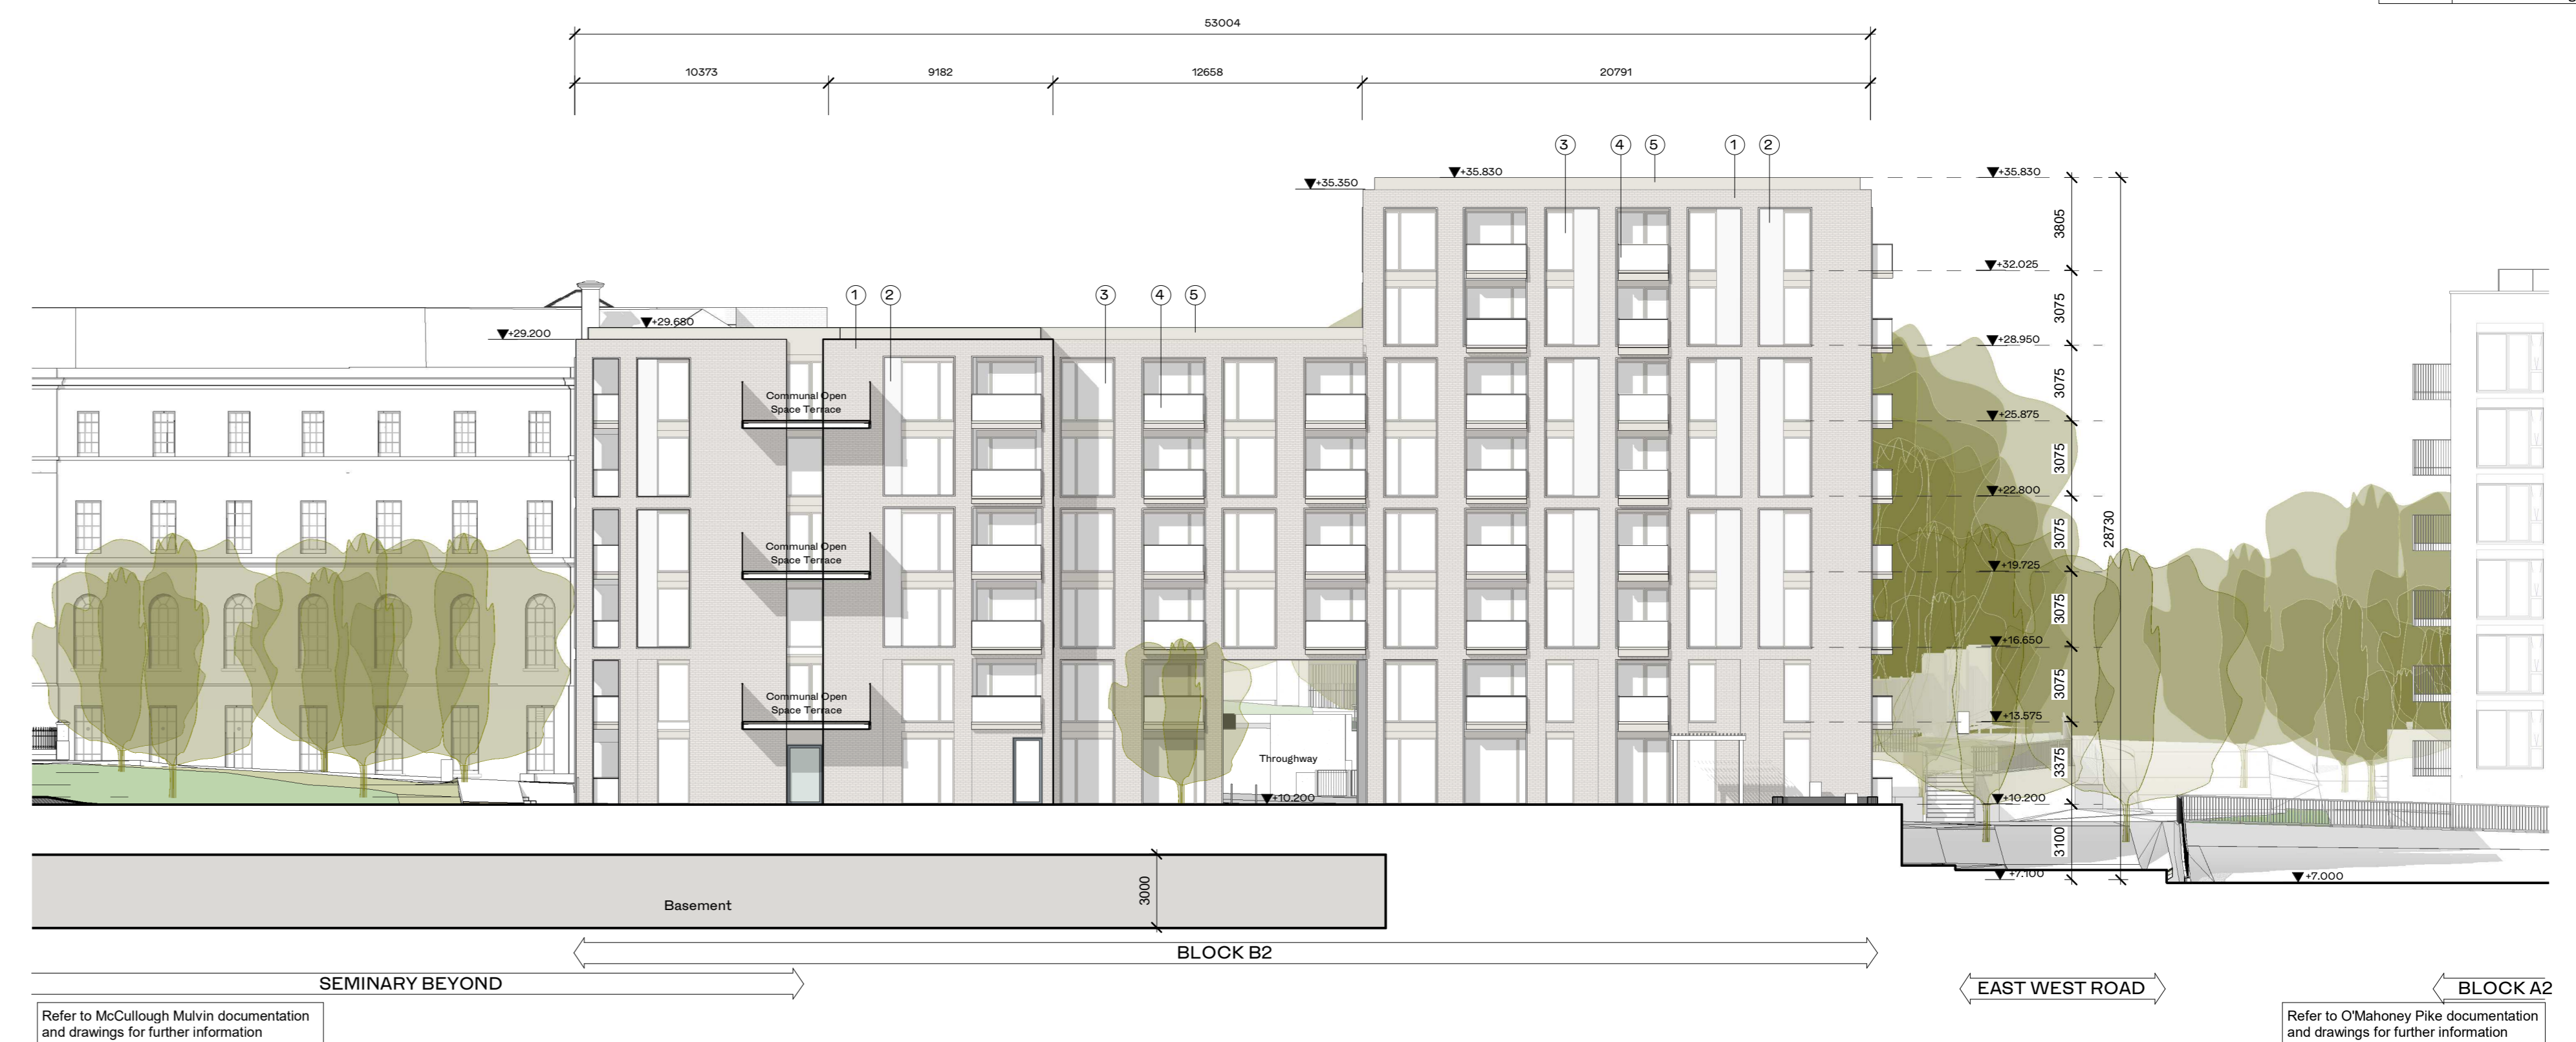 53004
10373
9182
12658
20791
3
4
5
1
2
+35.350
+35.830
+35.830
3805
+32.025
3075
+28.950
3075
+25.875
3075
+22.800
3075
28730
+19.725
3075
+16.650
3075
+13.575
3375
+10.200
3100
+7.100
+7.000
+29.200
+29.680
1
2
3
4
5
Communal Open
Space Terrace
Communal Open
Space Terrace
Communal Open
Space Terrace
Throughway
+10.200
3000
Basement
BLOCK B2
SEMINARY BEYOND
EAST WEST ROAD
BLOCK A2
Refer to McCullough Mulvin documentation
and drawings for further information
Refer to O'Mahoney Pike documentation
and drawings for further information